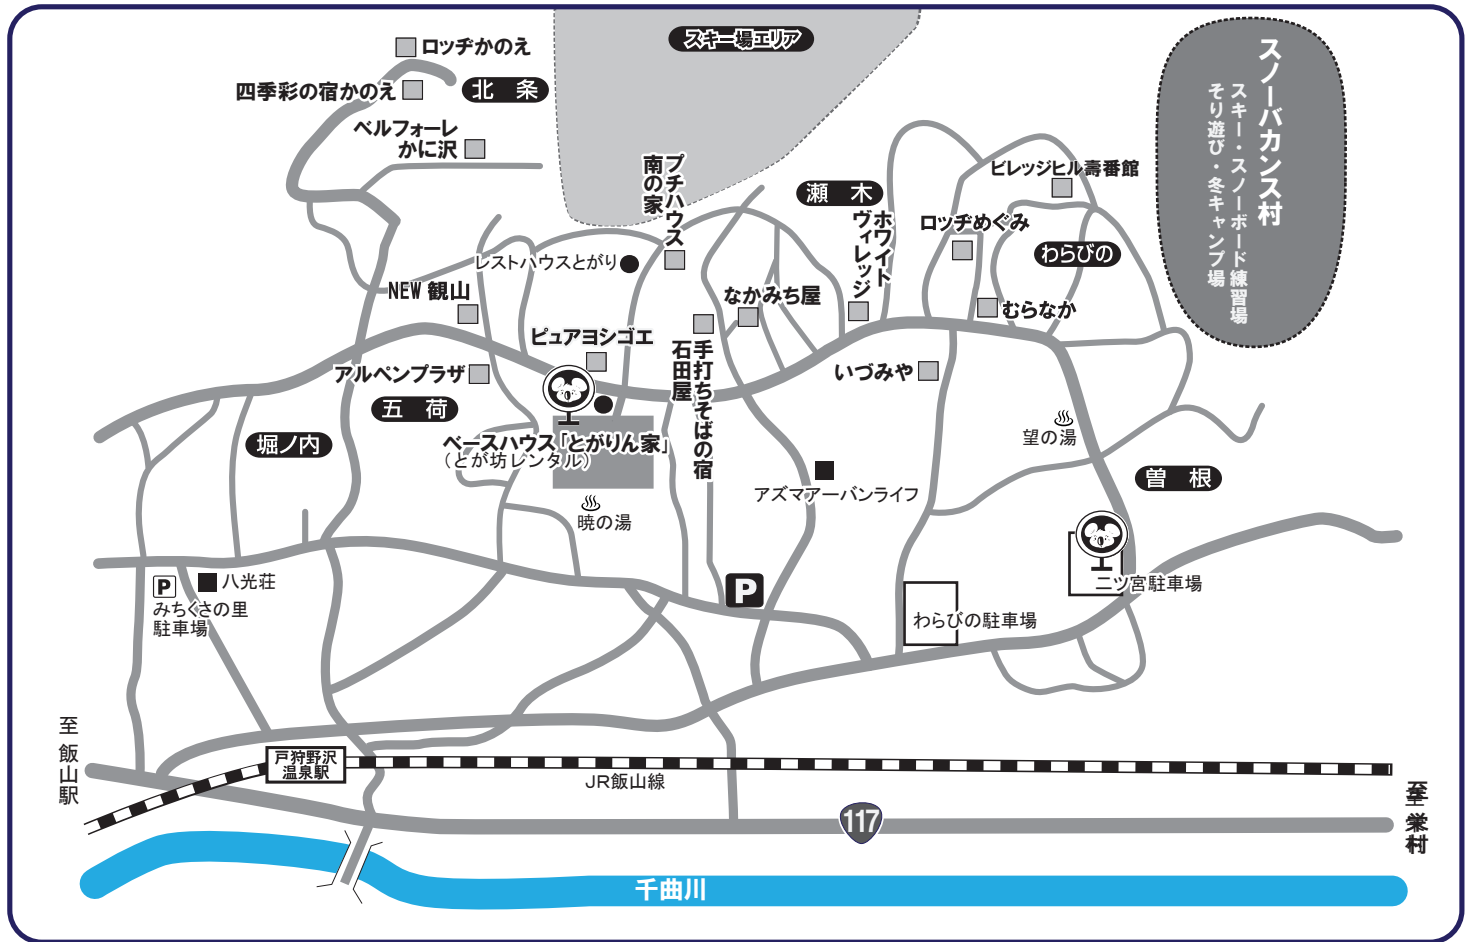 スキー場エリア
スノーバカンス村
スキー・スノーボード練習場
そり遊び・冬キャンプ場
ロッヂかのえ
四季彩の宿かのえ
北 条
ベルフォーレ
かに沢
プチハウス
南の家
瀬 木
ホワイト
ヴィレッジ
ビレッジヒル壽番館
ロッヂめぐみ
わらびの
レストハウスとがり
NEW 観山
なかみち屋
むらなか
ピュアヨシゴエ
アルペンプラザ
手打ちそばの宿
石田屋
いづみや
五 荷
堀ノ内
ベースハウス「とがりん家」
(とが坊レンタル)
望の湯
曽 根
アズマアーバンライフ
暁の湯
P
八光荘
みちくさの里
駐車場
P
わらびの駐車場
二ツ宮駐車場
至 飯山駅
戸狩野沢
温泉駅
JR飯山線
117
至 栄村
千曲川